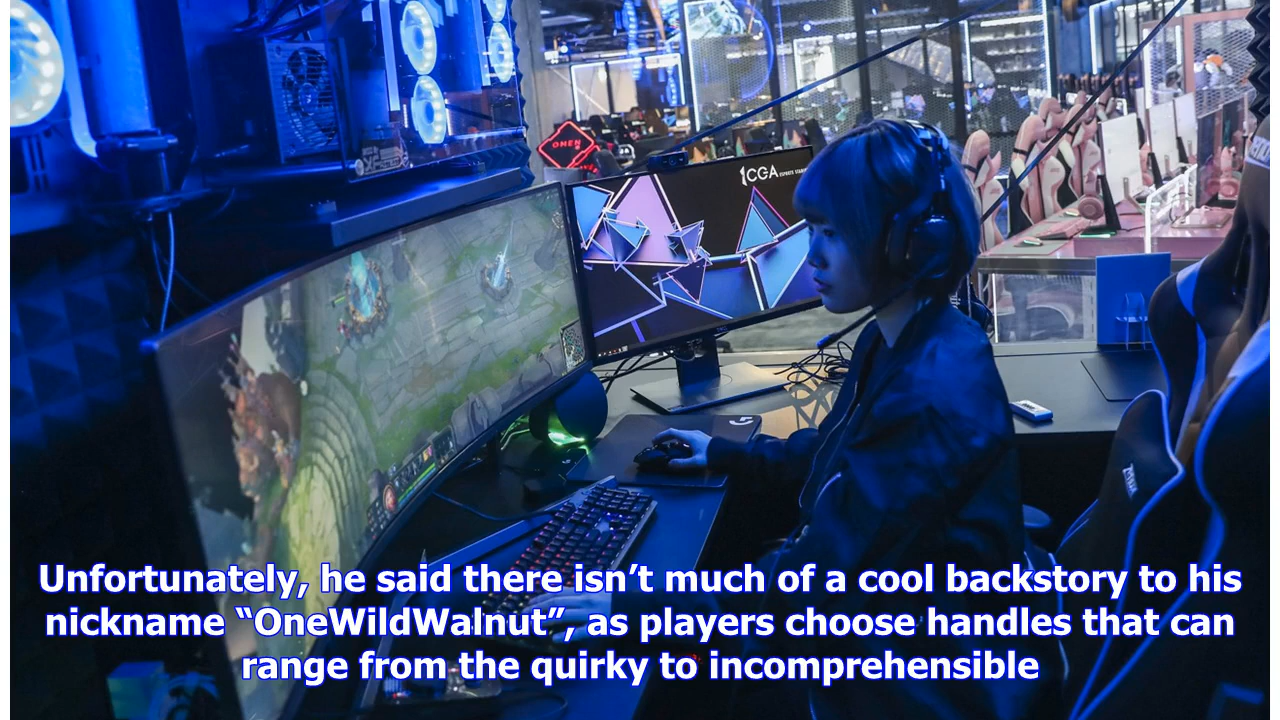 OMEN
CGA
Unfortunately, he said there isn’t much of a cool backstory to his
nickname “OneWildWalnut”, as players choose handles that can
range from the quirky to incomprehensible